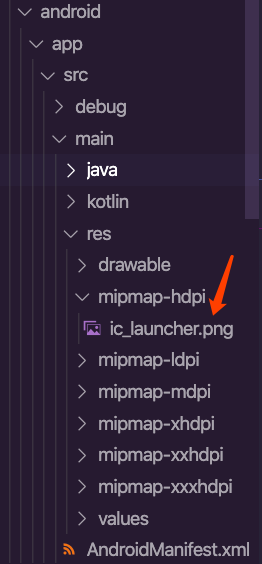 android
app
src
debug
main
java
kotlin
res
drawable
mipmap-hdpi
ic_launcher.png
mipmap-ldpi
mipmap-mdpi
mipmap-xhdpi
mipmap-xxhdpi
mipmap-xxxhdpi
values
AndroidManifest.xml